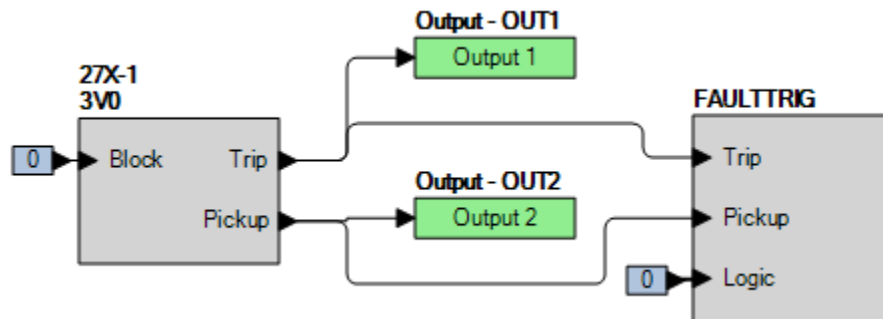 Output - OUT1
Output 1
27X-1
3V0
0
Block
Trip
Pickup
Output - OUT2
Output 2
FAULTTRIG
Trip
Pickup
0
Logic